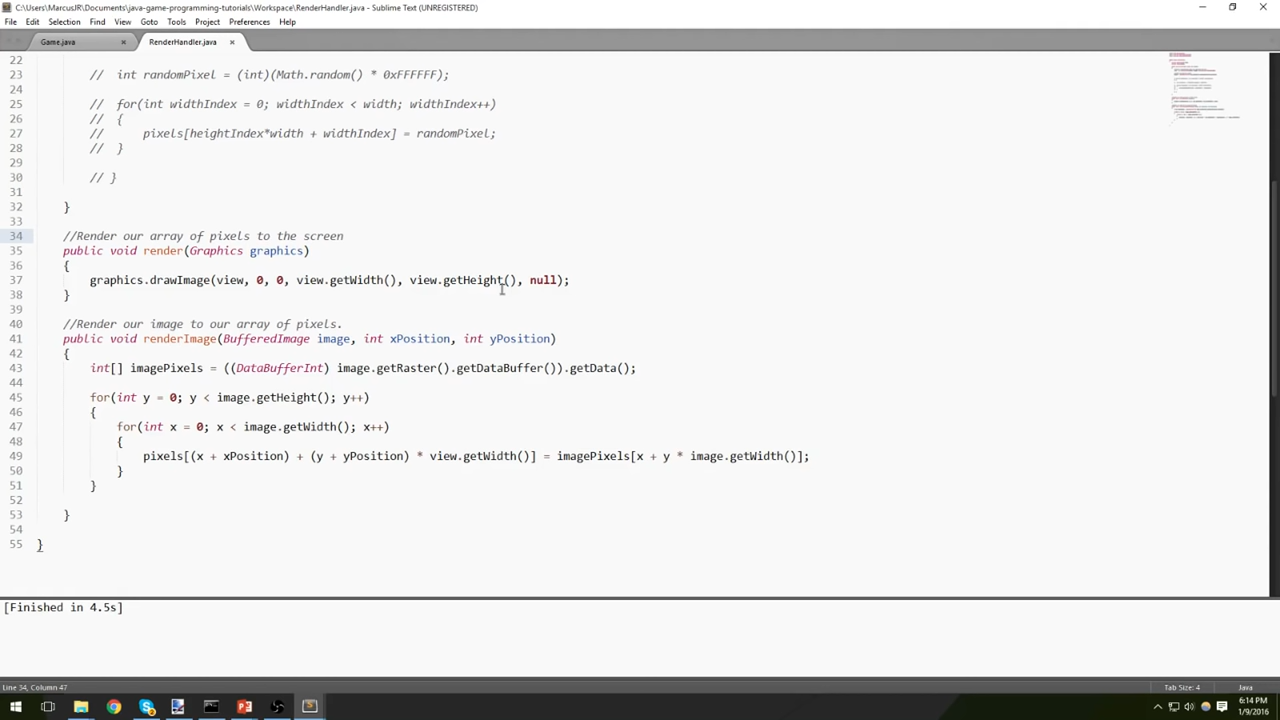 C:\Users\MarcusJR\Documents\java-game-programming-tutorials\Workspace\RenderHandler.java - Sublime Text (UNREGISTERED)
File Edit Selection Find View Goto Tools Project Preferences Help
Game.java × RenderHandler.java ×
22
23 // int randomPixel = (int)(Math.random() * 0xFFFFFF);
24
25 // for(int widthIndex = 0; widthIndex < width; widthIndex++)
26 // {
27 // pixels[heightIndex*width + widthIndex] = randomPixel;
28 // }
29
30 // }
31
32 }
33
34 //Render our array of pixels to the screen
35 public void render(Graphics graphics)
36 {
37 graphics.drawImage(view, 0, 0, view.getWidth(), view.getHeight(), null);
38 }
39
40 //Render our image to our array of pixels.
41 public void renderImage(BufferedImage image, int xPosition, int yPosition)
42 {
43 int[] imagePixels = ((DataBufferInt) image.getRaster().getDataBuffer()).getData();
44
45 for(int y = 0; y < image.getHeight(); y++)
46 {
47 for(int x = 0; x < image.getWidth(); x++)
48 {
49 pixels[(x + xPosition) + (y + yPosition) * view.getWidth()] = imagePixels[x + y * image.getWidth()];
50 }
51 }
52
53 }
54
55 }
[Finished in 4.5s]
Line 34, Column 47 Tab Size: 4 Java
6:14 PM
1/9/2016